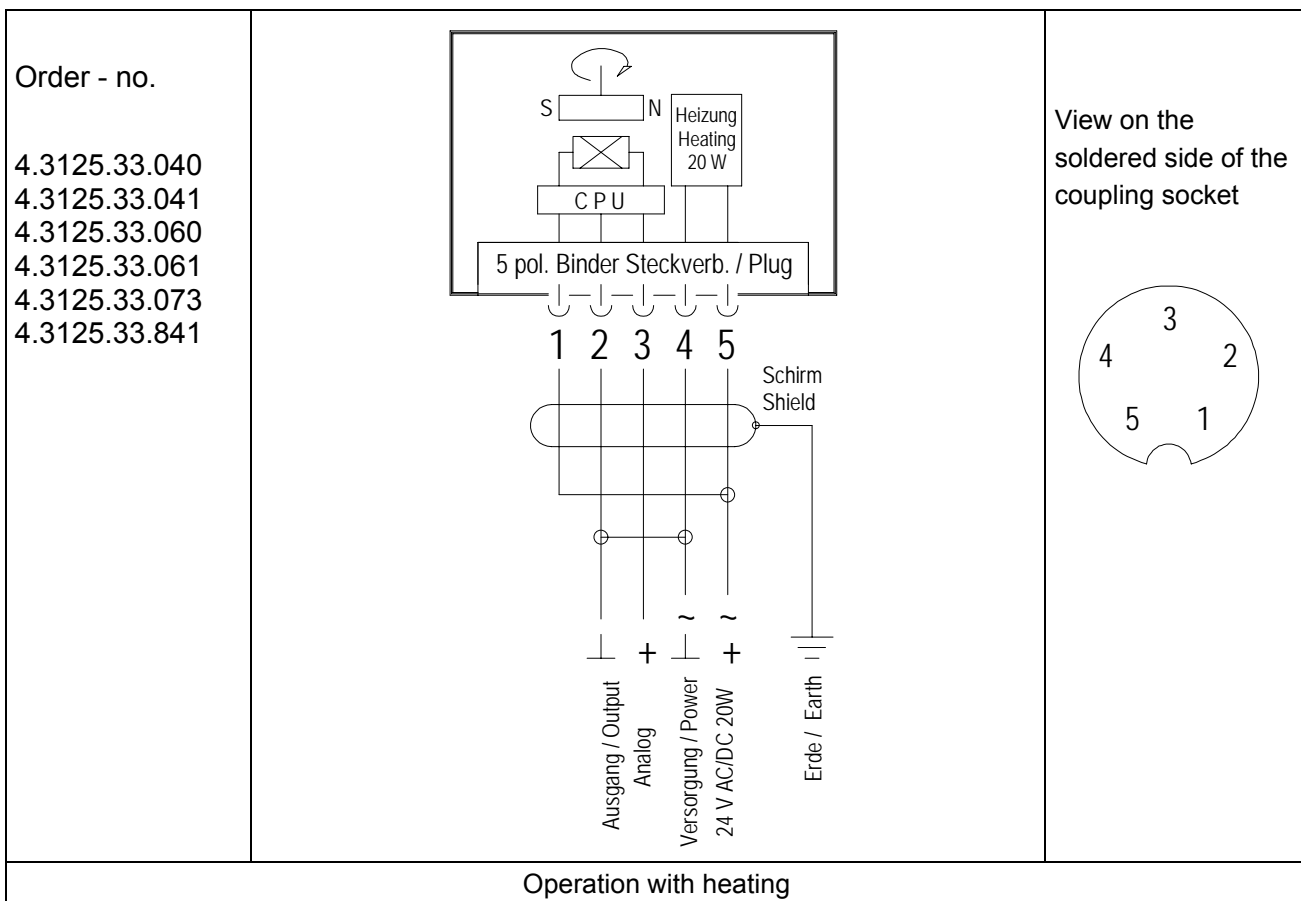 Order - no.
4.3125.33.040
4.3125.33.041
4.3125.33.060
4.3125.33.061
4.3125.33.073
4.3125.33.841
S
N
Heizung
Heating
20 W
C P U
5 pol. Binder Steckverb. / Plug
1 2 3 4 5
Schirm
Shield
~ ~
+ +
Ausgang / Output
Analog
Versorgung / Power
24 V AC/DC 20W
Erde / Earth
View on the
soldered side of the
coupling socket
3
4 2
5 1
Operation with heating